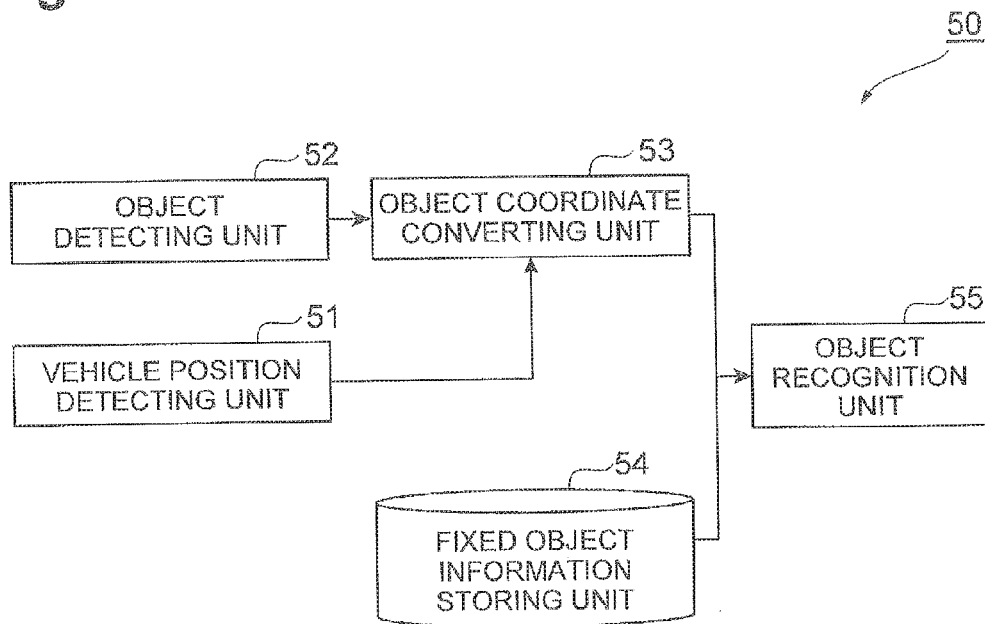 50
52
53
OBJECT
DETECTING UNIT
OBJECT COORDINATE
CONVERTING UNIT
51
VEHICLE POSITION
DETECTING UNIT
55
OBJECT
RECOGNITION
UNIT
54
FIXED OBJECT
INFORMATION
STORING UNIT